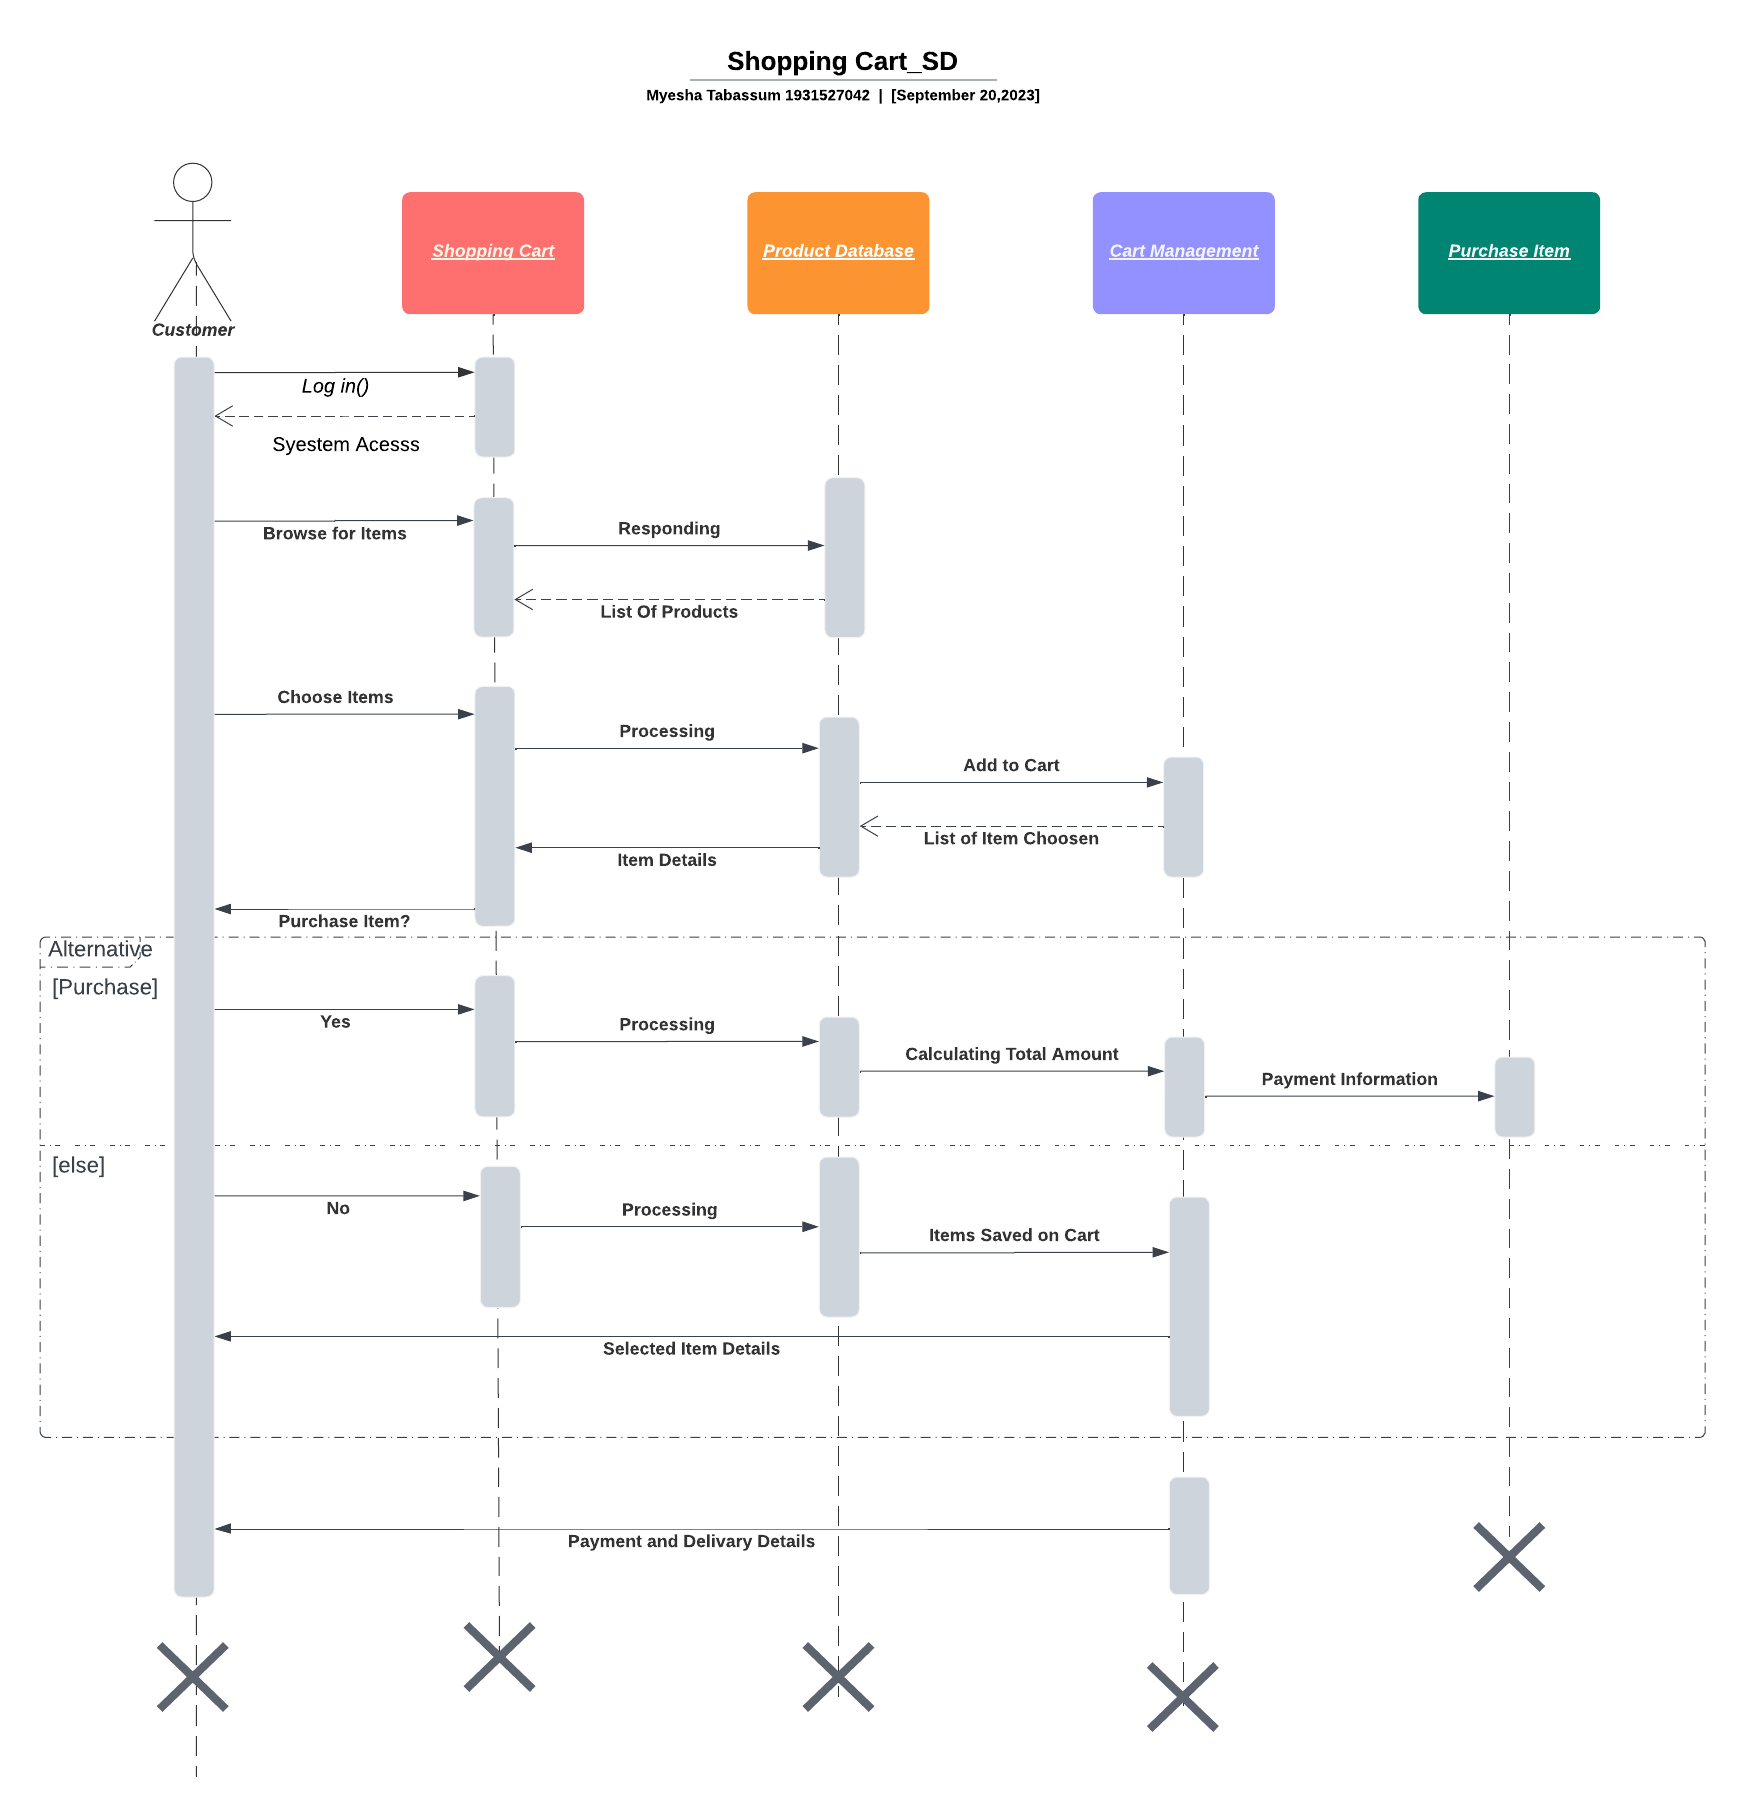 Shopping Cart_SD
Myesha Tabassum 1931527042 | [September 20,2023]
Shopping Cart
Product Database
Cart Management
Purchase Item
Customer
Log in()
Syestem Acesss
Browse for Items
Responding
List Of Products
Choose Items
Processing
Add to Cart
List of Item Choosen
Item Details
Purchase Item?
Alternative
[Purchase]
Yes
Processing
Calculating Total Amount
Payment Information
[else]
No
Processing
Items Saved on Cart
Selected Item Details
Payment and Delivary Details